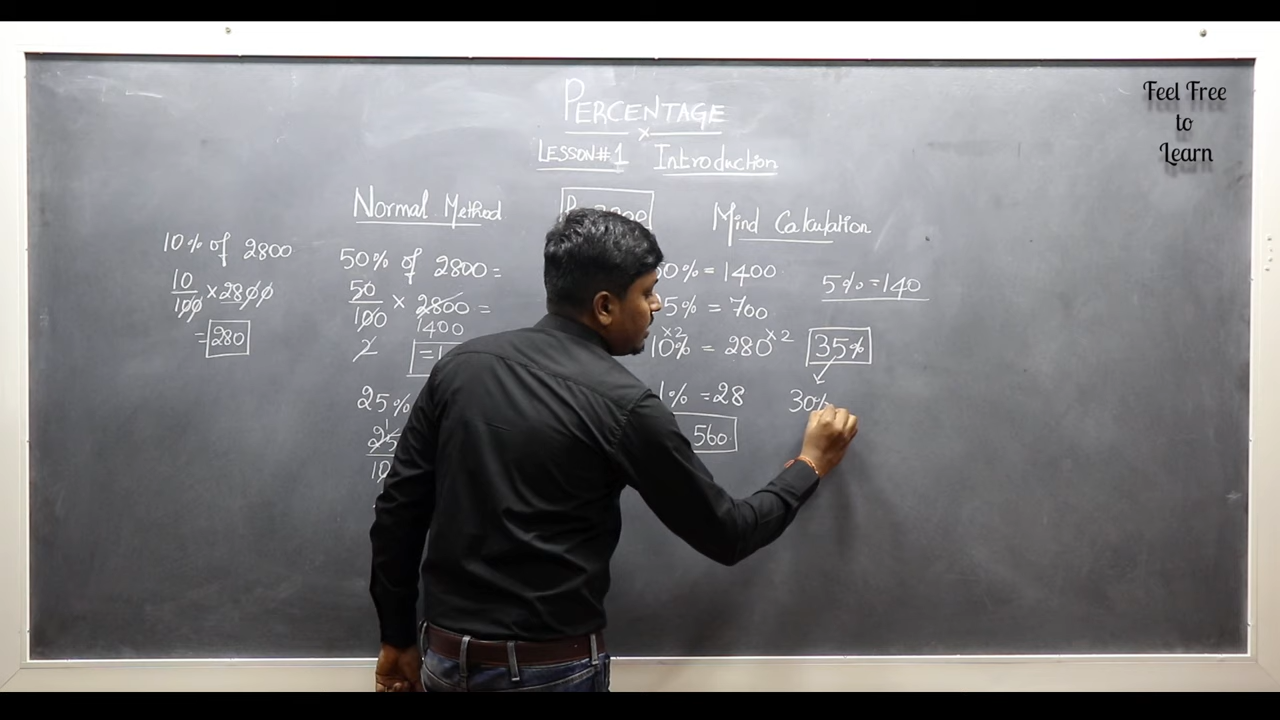 Feel Free
to
Learn
PERCENTAGE
x
LESSON#1 Introduction
Normal Method
Mind Calculation
10% of 2800
10
100 ×2800
=280
50% of 2800=
50
100 × 2800 =
1400
2
25%
25
1
0% = 1400
5% = 700
×2
10% = 280 ×2
1% =28
560.
5%=140
35%
30%